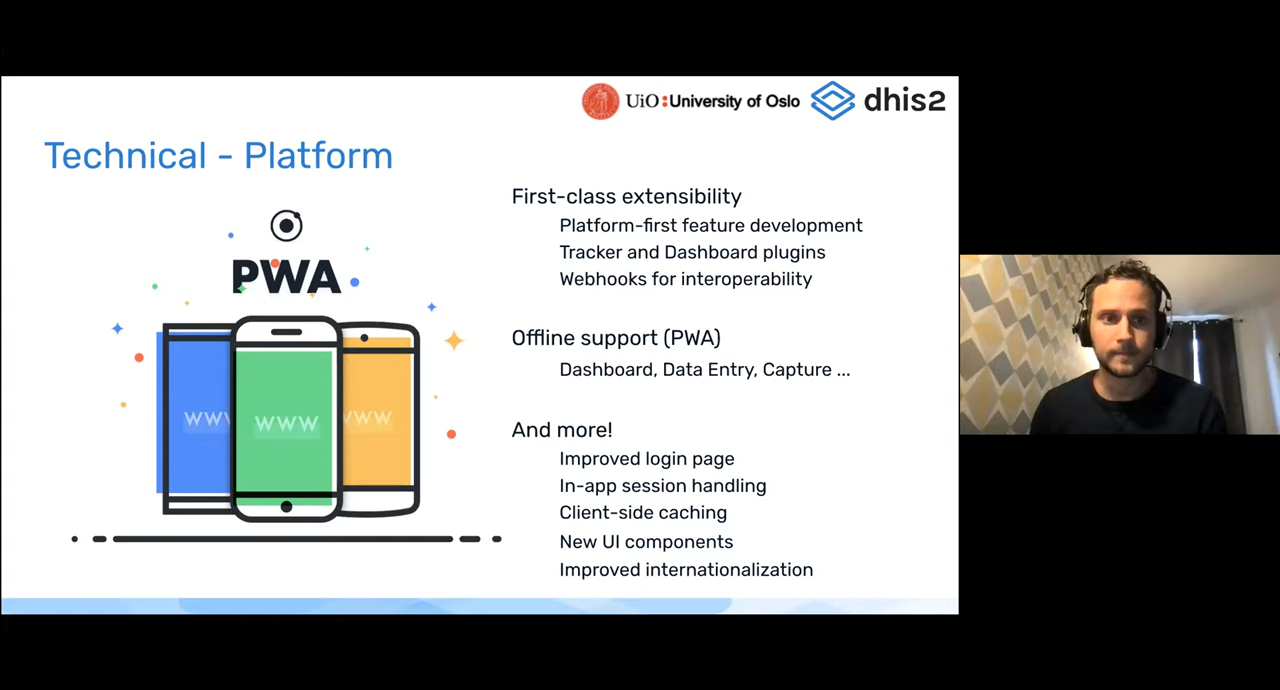 UiO:University of Oslo
dhis2
Technical - Platform
PWA
WWW
WWW
WWW
First-class extensibility
Platform-first feature development
Tracker and Dashboard plugins
Webhooks for interoperability
Offline support (PWA)
Dashboard, Data Entry, Capture ...
And more!
Improved login page
In-app session handling
Client-side caching
New UI components
Improved internationalization